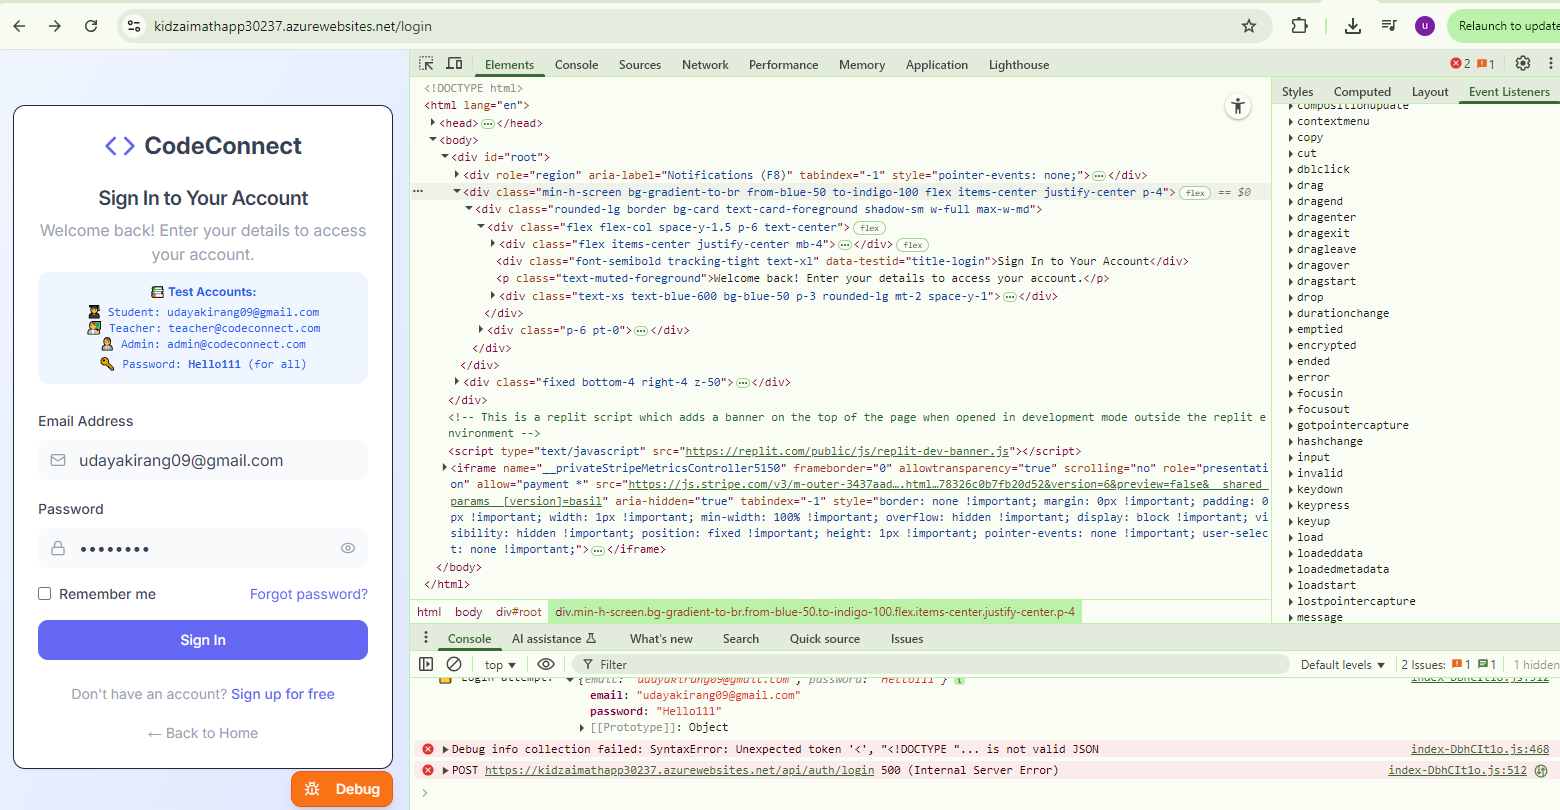 kidzaimathapp30237.azurewebsites.net/login
u
Relaunch to update
CodeConnect
Sign In to Your Account
Welcome back! Enter your details to access
your account.
Test Accounts:
Student: udayakirang09@gmail.com
Teacher: teacher@codeconnect.com
Admin: admin@codeconnect.com
Password: Hello111 (for all)
Email Address
udayakirang09@gmail.com
Password
••••••••
Remember me
Forgot password?
Sign In
Don't have an account? Sign up for free
← Back to Home
Debug
Elements
Console
Sources
Network
Performance
Memory
Application
Lighthouse
2
1
<!DOCTYPE html>
<html lang="en">
<head>…</head>
<body>
<div id="root">
<div role="region" aria-label="Notifications (F8)" tabindex="-1" style="pointer-events: none;">…</div>
<div class="min-h-screen bg-gradient-to-br from-blue-50 to-indigo-100 flex items-center justify-center p-4"> flex == $0
<div class="rounded-lg border bg-card text-card-foreground shadow-sm w-full max-w-md">
<div class="flex flex-col space-y-1.5 p-6 text-center"> flex
<div class="flex items-center justify-center mb-4">…</div> flex
<div class="font-semibold tracking-tight text-xl" data-testid="title-login">Sign In to Your Account</div>
<p class="text-muted-foreground">Welcome back! Enter your details to access your account.</p>
<div class="text-xs text-blue-600 bg-blue-50 p-3 rounded-lg mt-2 space-y-1">…</div>
</div>
<div class="p-6 pt-0">…</div>
</div>
</div>
<div class="fixed bottom-4 right-4 z-50">…</div>
</div>
<!-- This is a replit script which adds a banner on the top of the page when opened in development mode outside the replit e
nvironment -->
<script type="text/javascript" src="https://replit.com/public/js/replit-dev-banner.js"></script>
<iframe name="__privateStripeMetricsController5150" frameborder="0" allowtransparency="true" scrolling="no" role="presentati
on" allow="payment *" src="https://js.stripe.com/v3/m-outer-3437aad….html…78326c0b7fb20d52&version=6&preview=false&__shared_
params__[version]=basil" aria-hidden="true" tabindex="-1" style="border: none !important; margin: 0px !important; padding: 0
px !important; width: 1px !important; min-width: 100% !important; overflow: hidden !important; display: block !important; vi
sibility: hidden !important; position: fixed !important; height: 1px !important; pointer-events: none !important; user-selec
t: none !important;">…</iframe>
</body>
</html>
html
body
div#root
div.min-h-screen.bg-gradient-to-br.from-blue-50.to-indigo-100.flex.items-center.justify-center.p-4
Styles
Computed
Layout
Event Listeners
compositionupdate
contextmenu
copy
cut
dblclick
drag
dragend
dragenter
dragexit
dragleave
dragover
dragstart
drop
durationchange
emptied
encrypted
ended
error
focusin
focusout
gotpointercapture
hashchange
input
invalid
keydown
keypress
keyup
load
loadeddata
loadedmetadata
loadstart
lostpointercapture
message
Console
AI assistance
What's new
Search
Quick source
Issues
top
Filter
Default levels
2 Issues: 1 1
1 hidden
Login attempt: {email: 'udayakirang09@gmail.com', password: 'Hello111'} index-DbhCIt1o.js:512
email: "udayakirang09@gmail.com"
password: "Hello111"
[[Prototype]]: Object
Debug info collection failed: SyntaxError: Unexpected token '<', "<!DOCTYPE "... is not valid JSON index-DbhCIt1o.js:468
POST https://kidzaimathapp30237.azurewebsites.net/api/auth/login 500 (Internal Server Error) index-DbhCIt1o.js:512